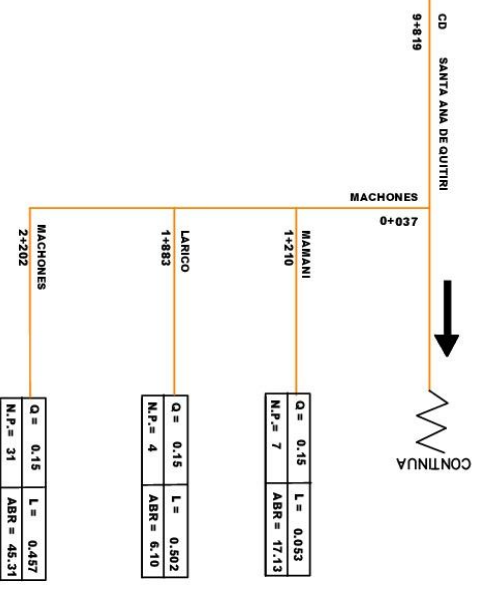 CD SANTA ANA DE QUITIRI
9+819
MACHONES
0+037
MAMANI
1+210
LARICO
1+883
MACHONES
2+202
CONTINUA
Q = 0.15 L = 0.053
N.P.= 7 ABR = 17.13
Q = 0.15 L = 0.502
N.P.= 4 ABR = 6.10
Q = 0.15 L = 0.457
N.P.= 31 ABR = 45.31